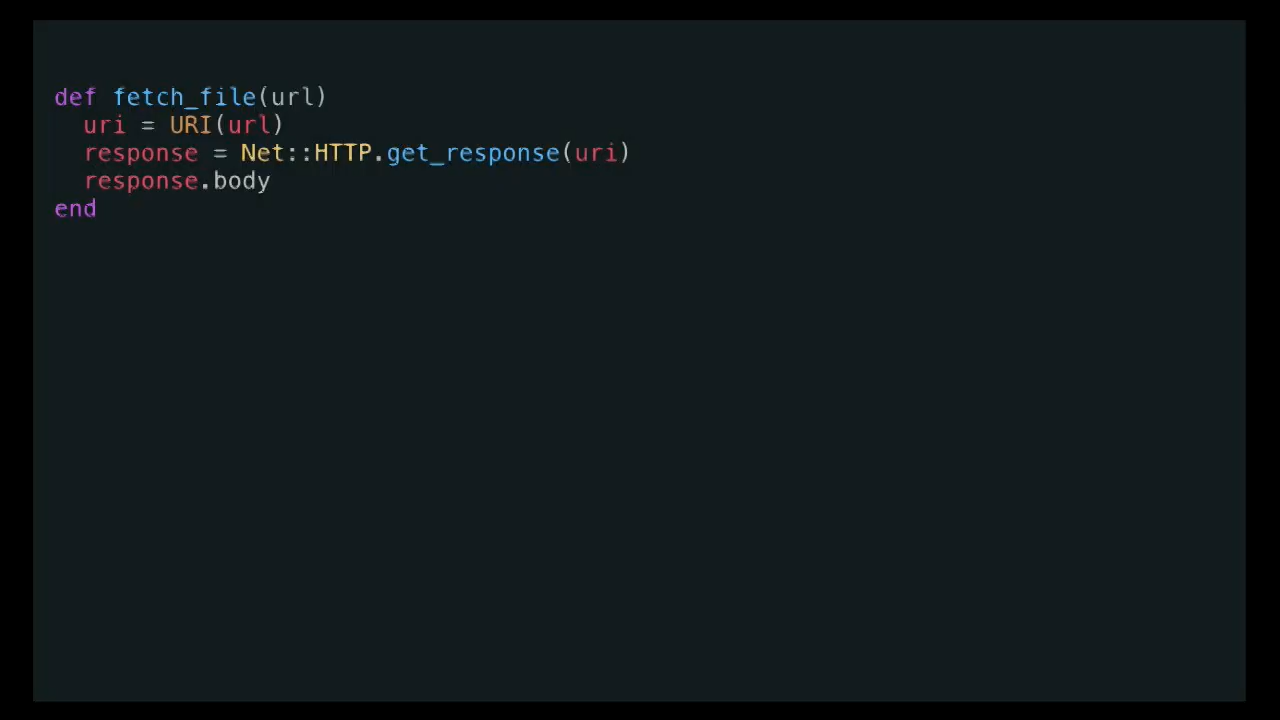 def fetch_file(url)
  uri = URI(url)
  response = Net::HTTP.get_response(uri)
  response.body
end